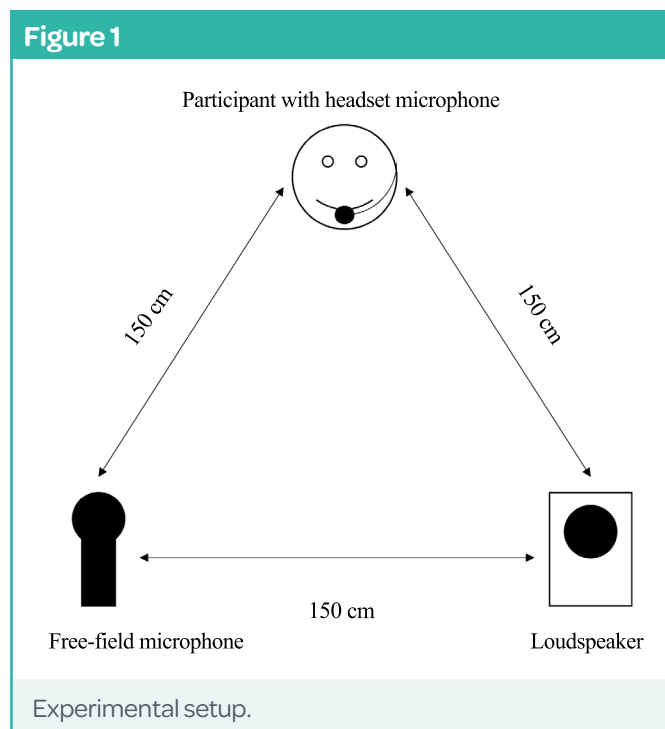 Figure 1
Participant with headset microphone
150 cm
150 cm
150 cm
Free-field microphone
Loudspeaker
Experimental setup.